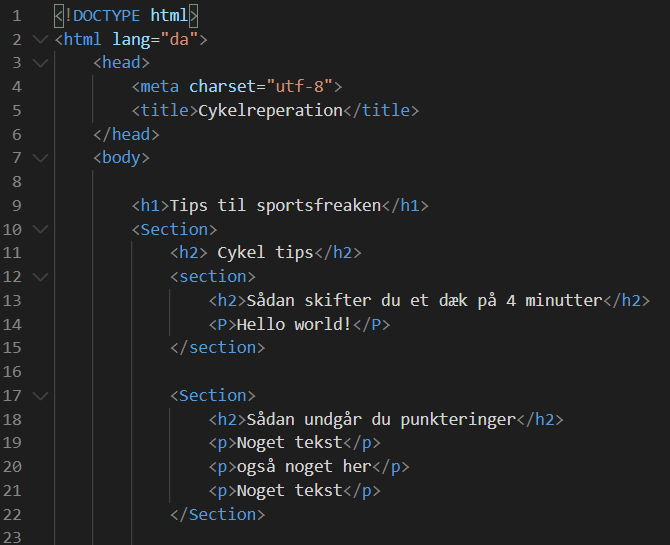 1 <!DOCTYPE html>
2 <html lang="da">
3 <head>
4 <meta charset="utf-8">
5 <title>Cykelreperation</title>
6 </head>
7 <body>
8
9 <h1>Tips til sportsfreaken</h1>
10 <Section>
11 <h2> Cykel tips</h2>
12 <section>
13 <h2>Sådan skifter du et dæk på 4 minutter</h2>
14 <P>Hello world!</P>
15 </section>
16
17 <Section>
18 <h2>Sådan undgår du punkteringer</h2>
19 <p>Noget tekst</p>
20 <p>også noget her</p>
21 <p>Noget tekst</p>
22 </Section>
23